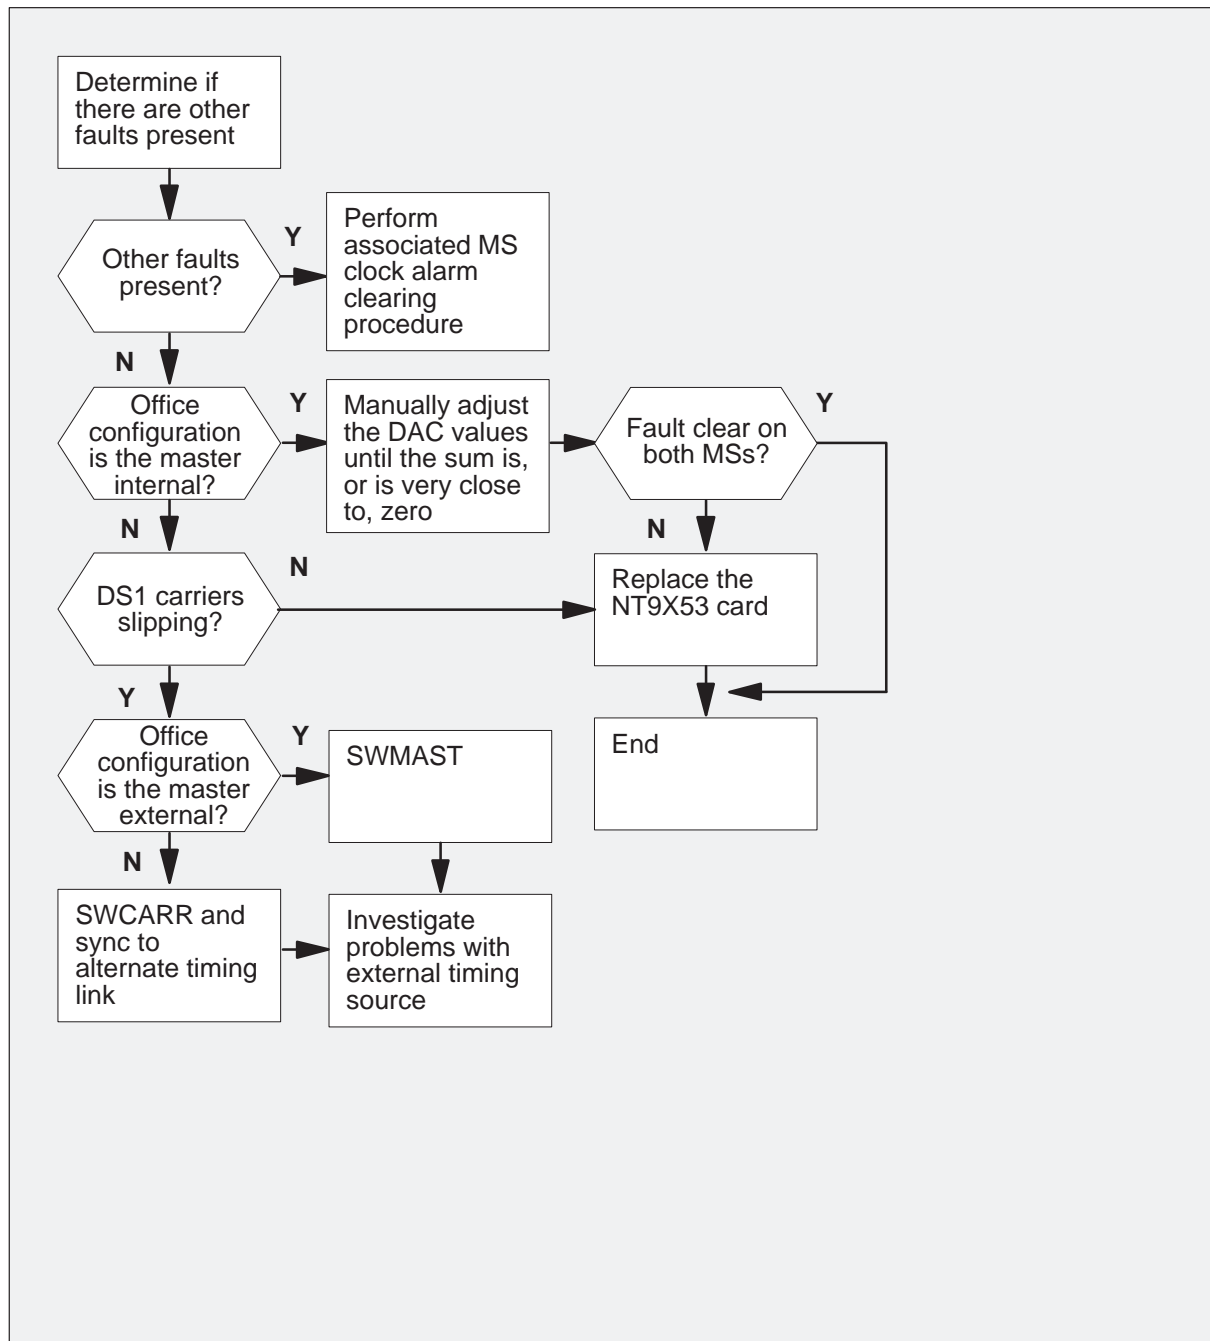 Determine if
there are other
faults present
Other faults
present?
Y
Perform
associated MS
clock alarm
clearing
procedure
N
Office
configuration
is the master
internal?
Y
Manually adjust
the DAC values
until the sum is,
or is very close
to, zero
Fault clear on
both MSs?
Y
N
N
DS1 carriers
slipping?
N
Replace the
NT9X53 card
Y
Office
configuration
is the master
external?
Y
SWMAST
End
N
SWCARR and
sync to
alternate timing
link
Investigate
problems with
external timing
source